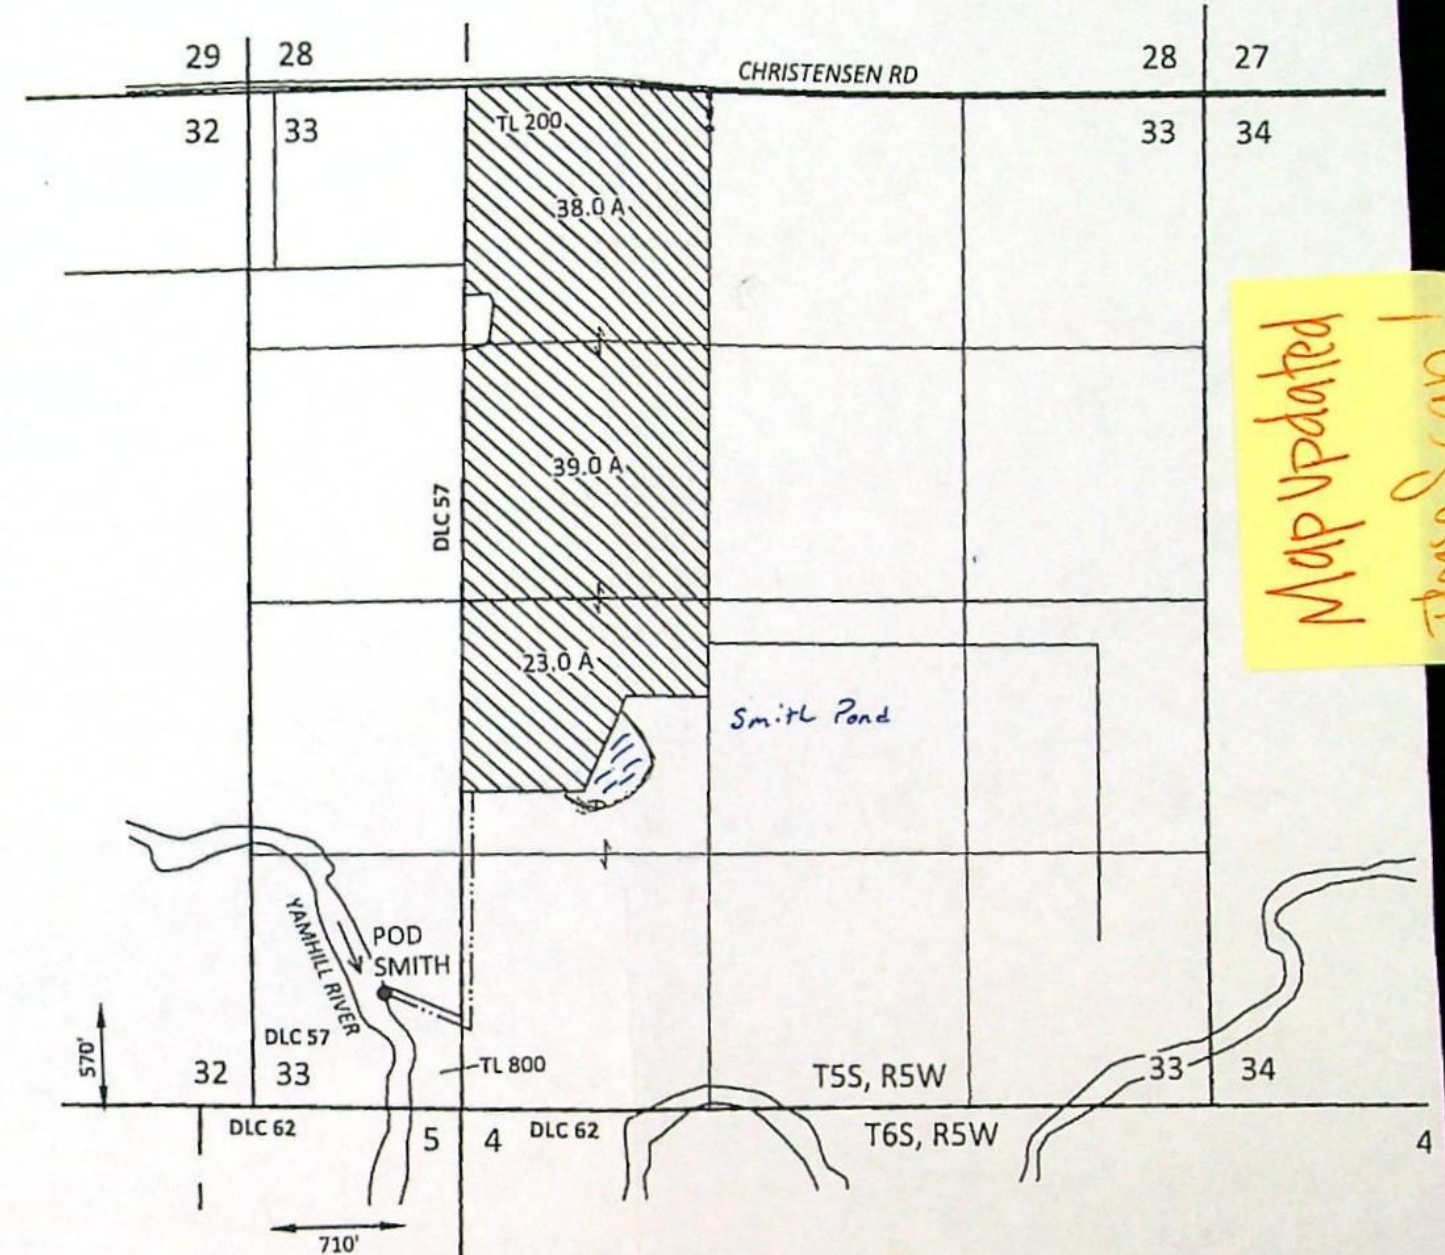 29 28
28 27
CHRISTENSEN RD
32 33
33 34
TL 200
38.0 A
39.0 A
DLC 57
23.0 A
Smith Pond
YAMHILL RIVER
POD
SMITH
570'
DLC 57
32 33
TL 800
T5S, R5W
33 34
DLC 62
5 4
DLC 62
T6S, R5W
4
710'
Map updated